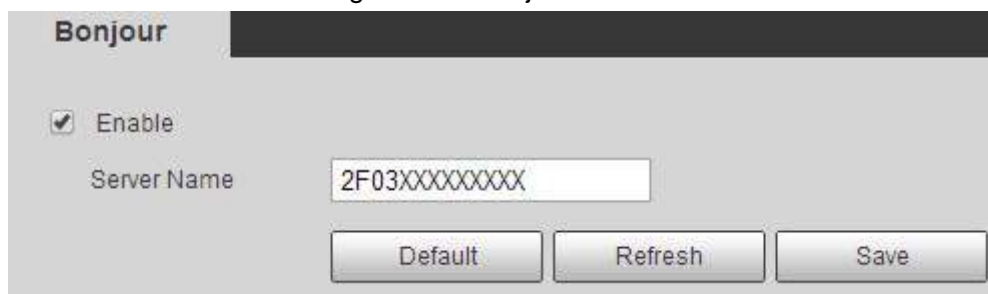 Bonjour
Enable
Server Name 2F03XXXXXXXXX
Default Refresh Save